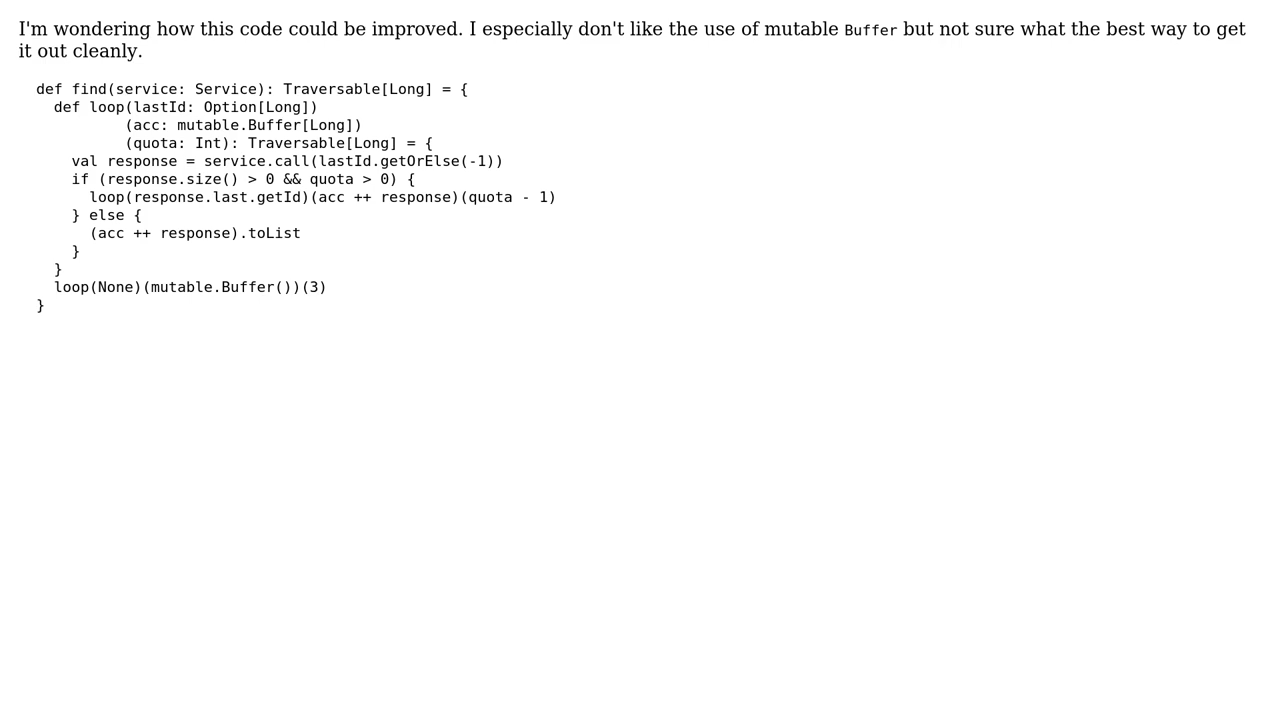 I'm wondering how this code could be improved. I especially don't like the use of mutable Buffer but not sure what the best way to get
it out cleanly.
def find(service: Service): Traversable[Long] = {
  def loop(lastId: Option[Long])
          (acc: mutable.Buffer[Long])
          (quota: Int): Traversable[Long] = {
    val response = service.call(lastId.getOrElse(-1))
    if (response.size() > 0 && quota > 0) {
      loop(response.last.getId)(acc ++ response)(quota - 1)
    } else {
      (acc ++ response).toList
    }
  }
  loop(None)(mutable.Buffer())(3)
}